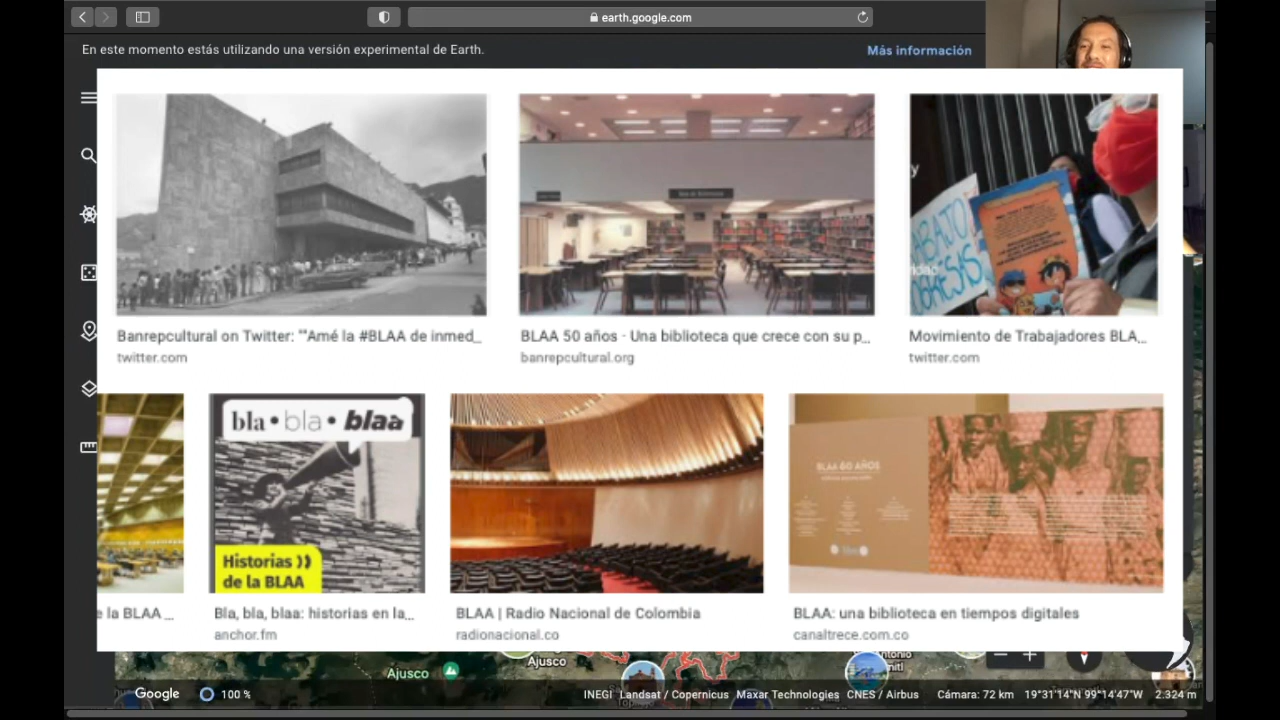 earth.google.com
En este momento estás utilizando una versión experimental de Earth.
Más información
Banrepcultural on Twitter: "'Amé la #BLAA de inmed...
twitter.com
BLAA 50 años - Una biblioteca que crece con su p...
banrepcultural.org
Movimiento de Trabajadores BLA...
twitter.com
ABAJO
bla • bla • blaa
Historias ))
de la BLAA
BLAA 60 AÑOS
e la BLAA ...
Bla, bla, blaa: historias en la...
anchor.fm
BLAA | Radio Nacional de Colombia
radionacional.co
BLAA: una biblioteca en tiempos digitales
canaltrece.com.co
Ajusco
Ajusco
Google
100 %
INEGI Landsat / Copernicus Maxar Technologies CNES / Airbus Cámara: 72 km 19°31'14"N 99°14'47"W 2.324 m